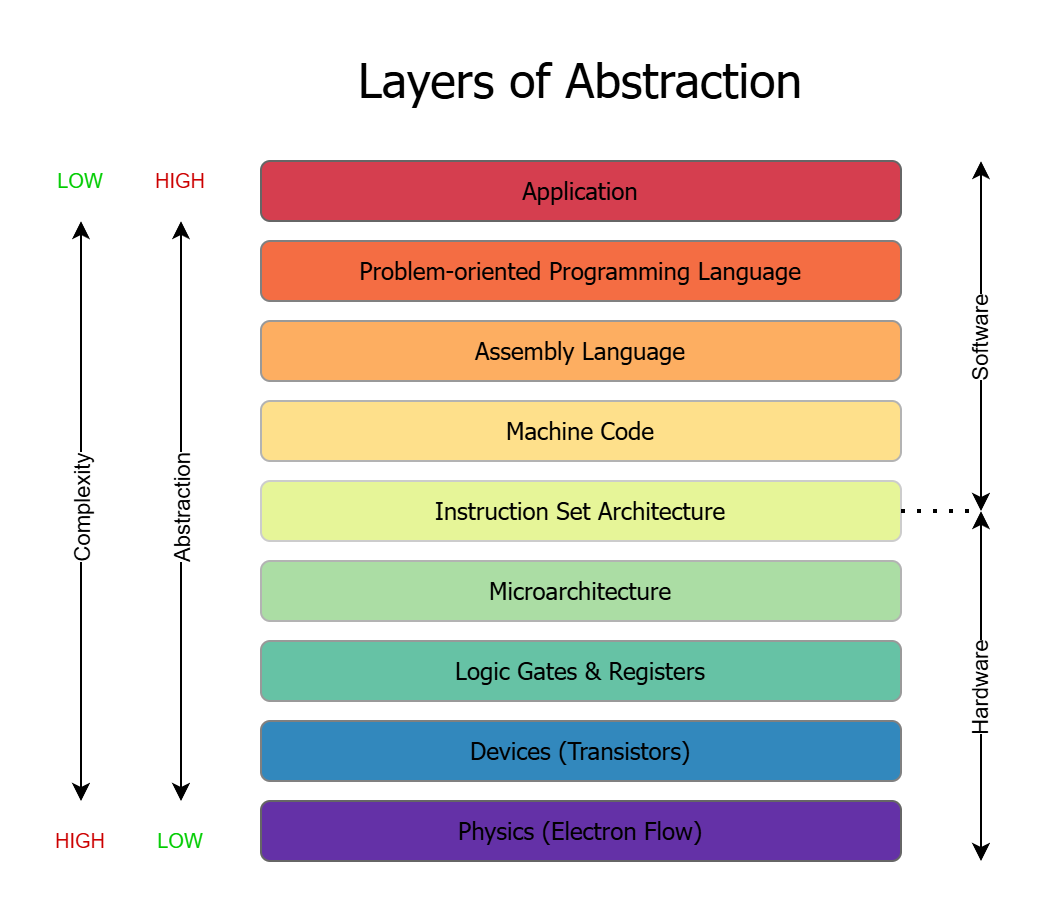 Layers of Abstraction
LOW
HIGH
Application
Problem-oriented Programming Language
Assembly Language
Machine Code
Instruction Set Architecture
Microarchitecture
Logic Gates & Registers
Devices (Transistors)
Physics (Electron Flow)
Complexity
Abstraction
HIGH
LOW
Software
Hardware